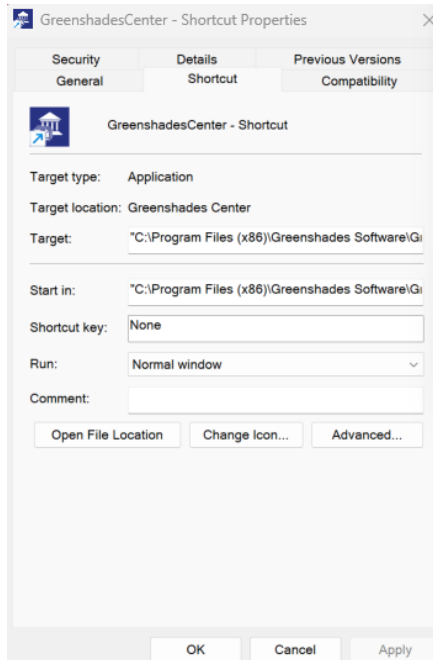 GreenshadesCenter - Shortcut Properties
Security Details Previous Versions
General Shortcut Compatibility
GreenshadesCenter - Shortcut
Target type: Application
Target location: Greenshades Center
Target: "C:\Program Files (x86)\Greenshades Software\Gr
Start in: "C:\Program Files (x86)\Greenshades Software\Gr
Shortcut key: None
Run: Normal window
Comment:
Open File Location Change Icon... Advanced...
OK Cancel Apply